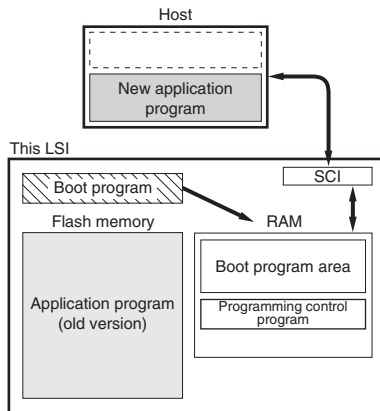 Host
New application
program
This LSI
SCI
Boot program
Flash memory
RAM
Boot program area
Application program
(old version)
Programming control
program